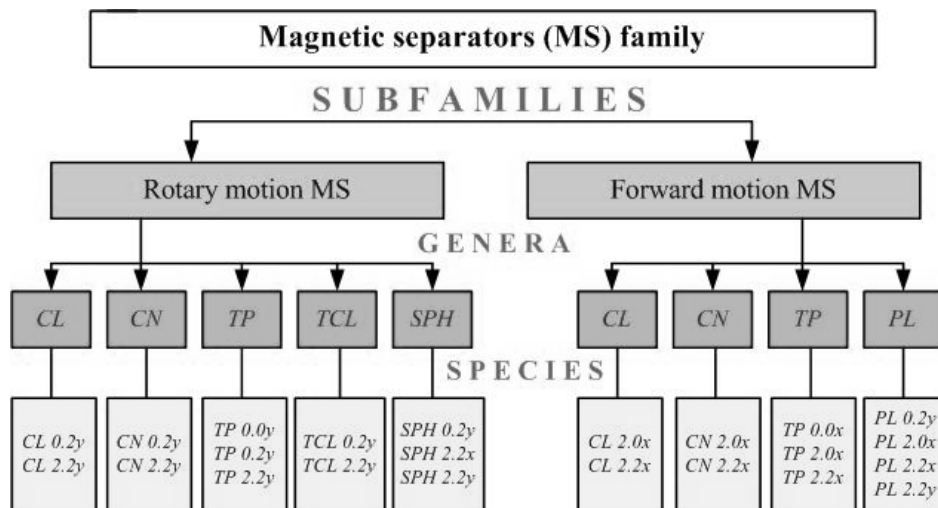 Magnetic separators (MS) family
SUBFAMILIES
Rotary motion MS
Forward motion MS
GENERA
CL
CN
TP
TCL
SPH
CL
CN
TP
PL
SPECIES
CL 0.2y
CL 2.2y
CN 0.2y
CN 2.2y
TP 0.0y
TP 0.2y
TP 2.2y
TCL 0.2y
TCL 2.2y
SPH 0.2y
SPH 2.2x
SPH 2.2y
CL 2.0x
CL 2.2x
CN 2.0x
CN 2.2x
TP 0.0x
TP 2.0x
TP 2.2x
PL 0.2y
PL 2.0x
PL 2.2x
PL 2.2y